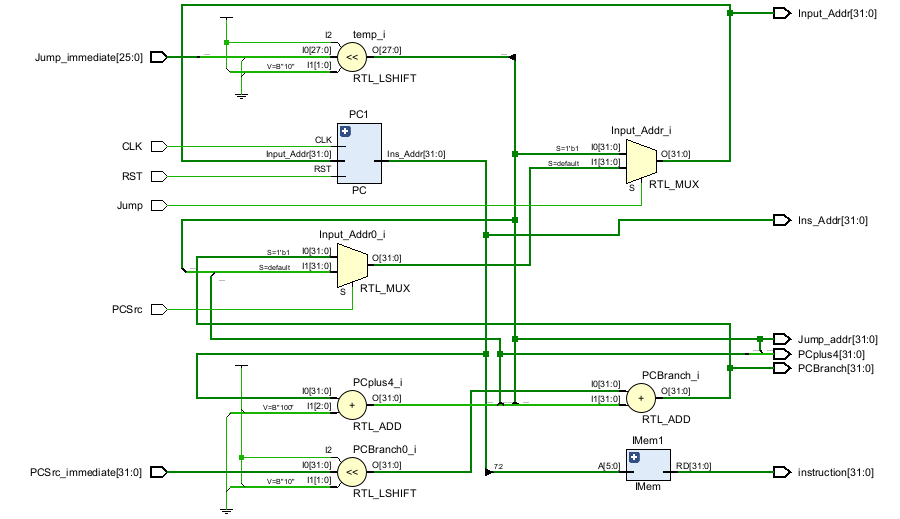 Input_Addr[31:0]
I2 temp_i
Jump_immediate[25:0] I0[27:0] O[27:0]
<<
V=B"10" I1[1:0]
RTL_LSHIFT
PC1
Input_Addr_i
CLK CLK
S=1'b1 I0[31:0]
Input_Addr[31:0] Ins_Addr[31:0] O[31:0]
S=default I1[31:0]
RST RST
S RTL_MUX
PC
Jump
Ins_Addr[31:0]
Input_Addr0_i
S=1'b1 I0[31:0]
O[31:0]
S=default I1[31:0]
S RTL_MUX
PCSrc
Jump_addr[31:0]
PCplus4[31:0]
PCBranch[31:0]
PCplus4_i PCBranch_i
I0[31:0] I0[31:0] O[31:0]
O[31:0] I1[31:0] +
V=B"100" I1[2:0] +
RTL_ADD RTL_ADD
IMem1
I2 PCBranch0_i
PCSrc_immediate[31:0] I0[31:0] O[31:0] 7:2 A[5:0] RD[31:0] instruction[31:0]
<<
V=B"10" I1[1:0] IMem
RTL_LSHIFT